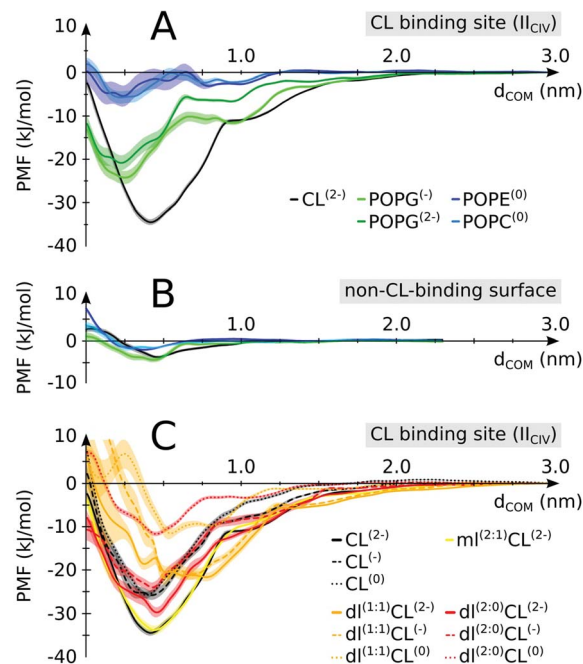 10
A
CL binding site (II_CIV)
0
1.0
2.0
3.0
d_COM (nm)
-10
-20
-30
-40
PMF (kJ/mol)
CL(2-) POPG(-) POPE(0)
POPG(2-) POPC(0)
10
B
non-CL-binding surface
0
1.0
2.0
3.0
d_COM (nm)
-10
PMF (kJ/mol)
10
C
CL binding site (II_CIV)
0
1.0
2.0
3.0
d_COM (nm)
-10
-20
-30
-40
PMF (kJ/mol)
CL(2-) ml(2:1)CL(2-)
CL(-)
CL(0)
dl(1:1)CL(2-) dl(2:0)CL(2-)
dl(1:1)CL(-) dl(2:0)CL(-)
dl(1:1)CL(0) dl(2:0)CL(0)